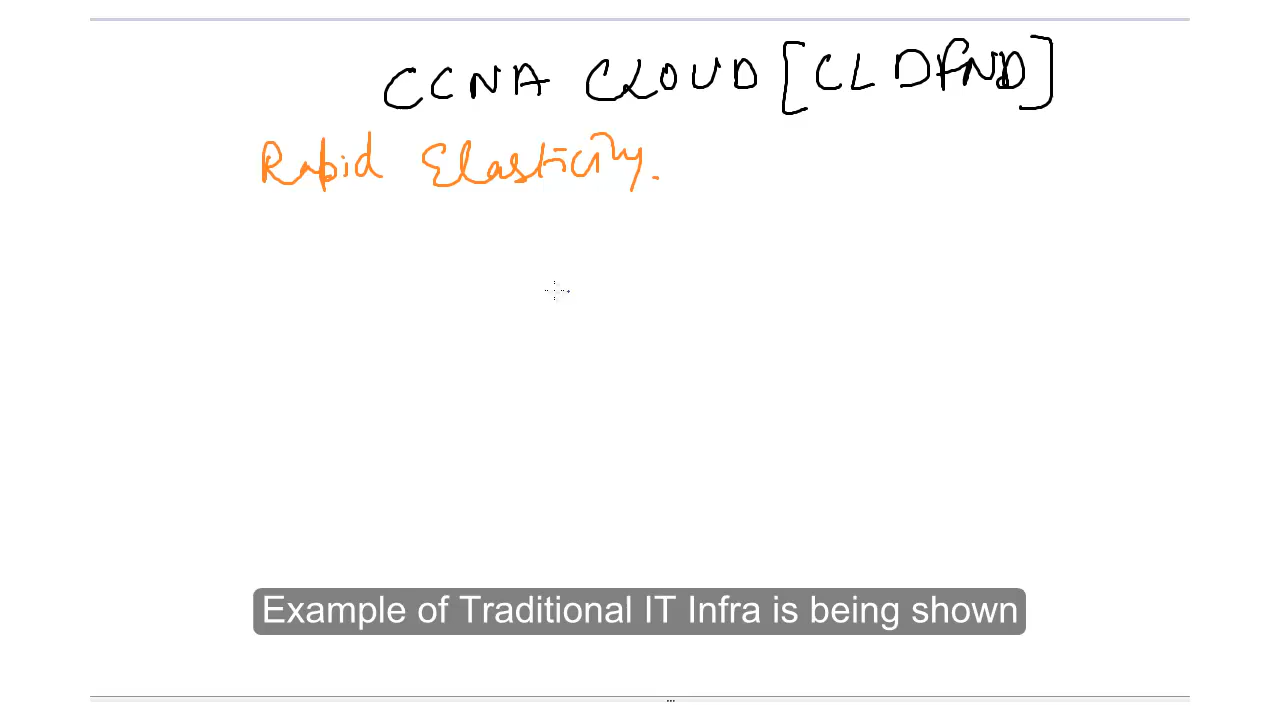 CCNA CLOUD [CLDFND]
Rapid Elasticity.
Example of Traditional IT Infra is being shown